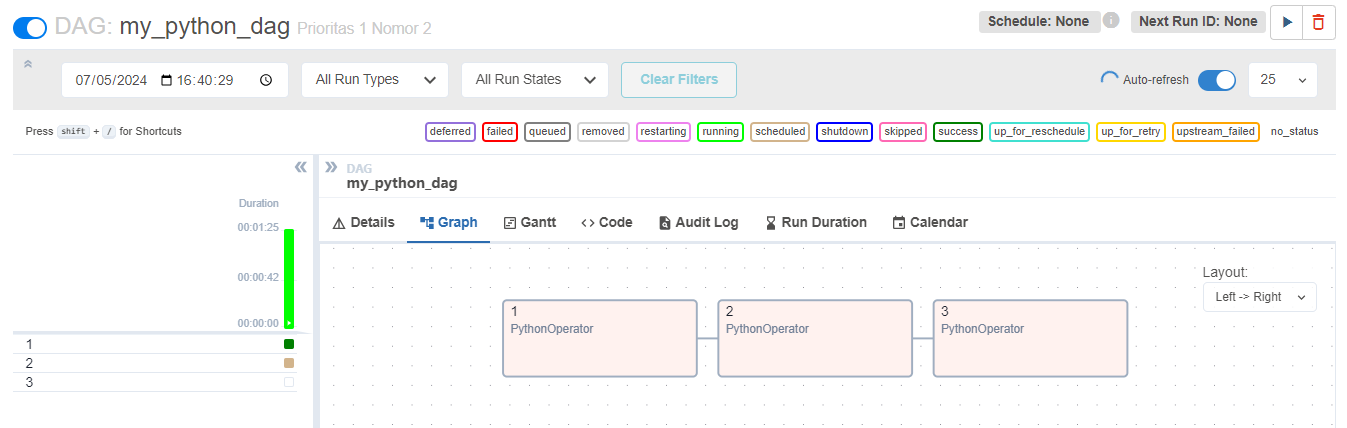 DAG: my_python_dag Prioritas 1 Nomor 2
Schedule: None
Next Run ID: None
07/05/2024 16:40:29
All Run Types
All Run States
Clear Filters
Auto-refresh
25
Press shift + / for Shortcuts
deferred failed queued removed restarting running scheduled shutdown skipped success up_for_reschedule up_for_retry upstream_failed no_status
Duration
00:01:25
00:00:42
00:00:00
1
2
3
DAG
my_python_dag
Details
Graph
Gantt
Code
Audit Log
Run Duration
Calendar
Layout:
Left -> Right
1
PythonOperator
2
PythonOperator
3
PythonOperator